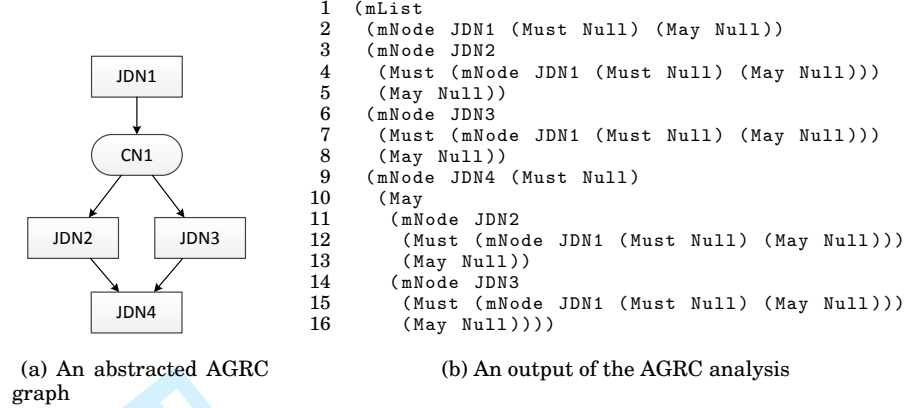 JDN1
CN1
JDN2 JDN3
JDN4
(a) An abstracted AGRC
graph
1 (mList
2 (mNode JDN1 (Must Null) (May Null))
3 (mNode JDN2
4 (Must (mNode JDN1 (Must Null) (May Null)))
5 (May Null))
6 (mNode JDN3
7 (Must (mNode JDN1 (Must Null) (May Null)))
8 (May Null))
9 (mNode JDN4 (Must Null)
10 (May
11 (mNode JDN2
12 (Must (mNode JDN1 (Must Null) (May Null)))
13 (May Null))
14 (mNode JDN3
15 (Must (mNode JDN1 (Must Null) (May Null)))
16 (May Null))))
(b) An output of the AGRC analysis